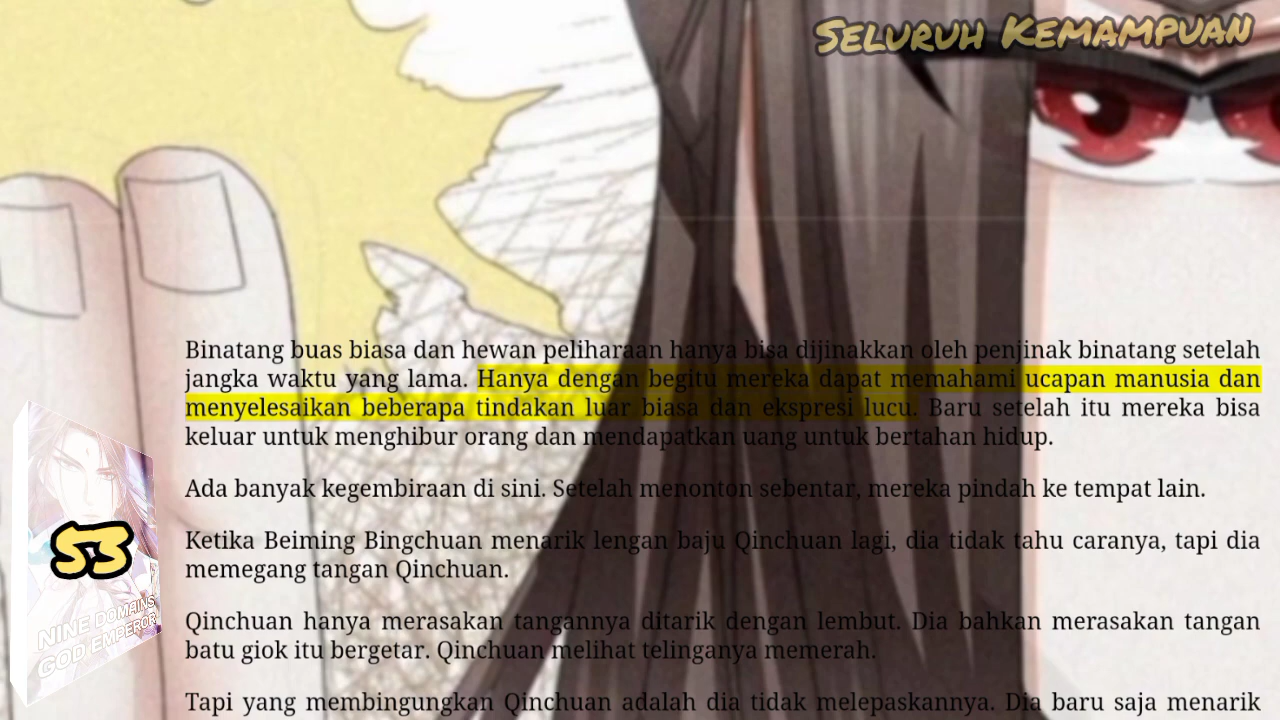 Seluruh Kemampuan
Binatang buas biasa dan hewan peliharaan hanya bisa dijinakkan oleh penjinak binatang setelah
jangka waktu yang lama. Hanya dengan begitu mereka dapat memahami ucapan manusia dan
menyelesaikan beberapa tindakan luar biasa dan ekspresi lucu. Baru setelah itu mereka bisa
keluar untuk menghibur orang dan mendapatkan uang untuk bertahan hidup.
Ada banyak kegembiraan di sini. Setelah menonton sebentar, mereka pindah ke tempat lain.
Ketika Beiming Bingchuan menarik lengan baju Qinchuan lagi, dia tidak tahu caranya, tapi dia
memegang tangan Qinchuan.
Qinchuan hanya merasakan tangannya ditarik dengan lembut. Dia bahkan merasakan tangan
batu giok itu bergetar. Qinchuan melihat telinganya memerah.
Tapi yang membingungkan Qinchuan adalah dia tidak melepaskannya. Dia baru saja menarik
53
NINE DOMAINS
GOD EMPEROR